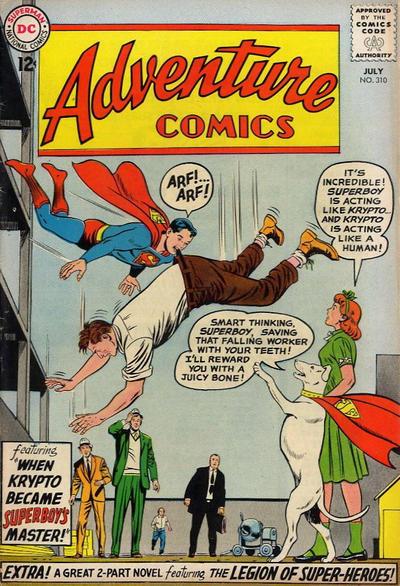 SUPERMAN
DC
NATIONAL COMICS
12¢
Adventure
COMICS
APPROVED
BY THE
COMICS
CODE
AUTHORITY
JULY
NO. 310
ARF!...
ARF!
IT'S
INCREDIBLE!
SUPERBOY
IS ACTING
LIKE KRYPTO...
AND KRYPTO
IS ACTING
LIKE A
HUMAN!
SMART THINKING,
SUPERBOY, SAVING
THAT FALLING WORKER
WITH YOUR TEETH!
I'LL REWARD
YOU WITH A
JUICY BONE!
featuring,
"WHEN
KRYPTO
BECAME
SUPERBOY'S
MASTER!"
EXTRA! A GREAT 2-PART NOVEL featuring, THE LEGION OF SUPER-HEROES!